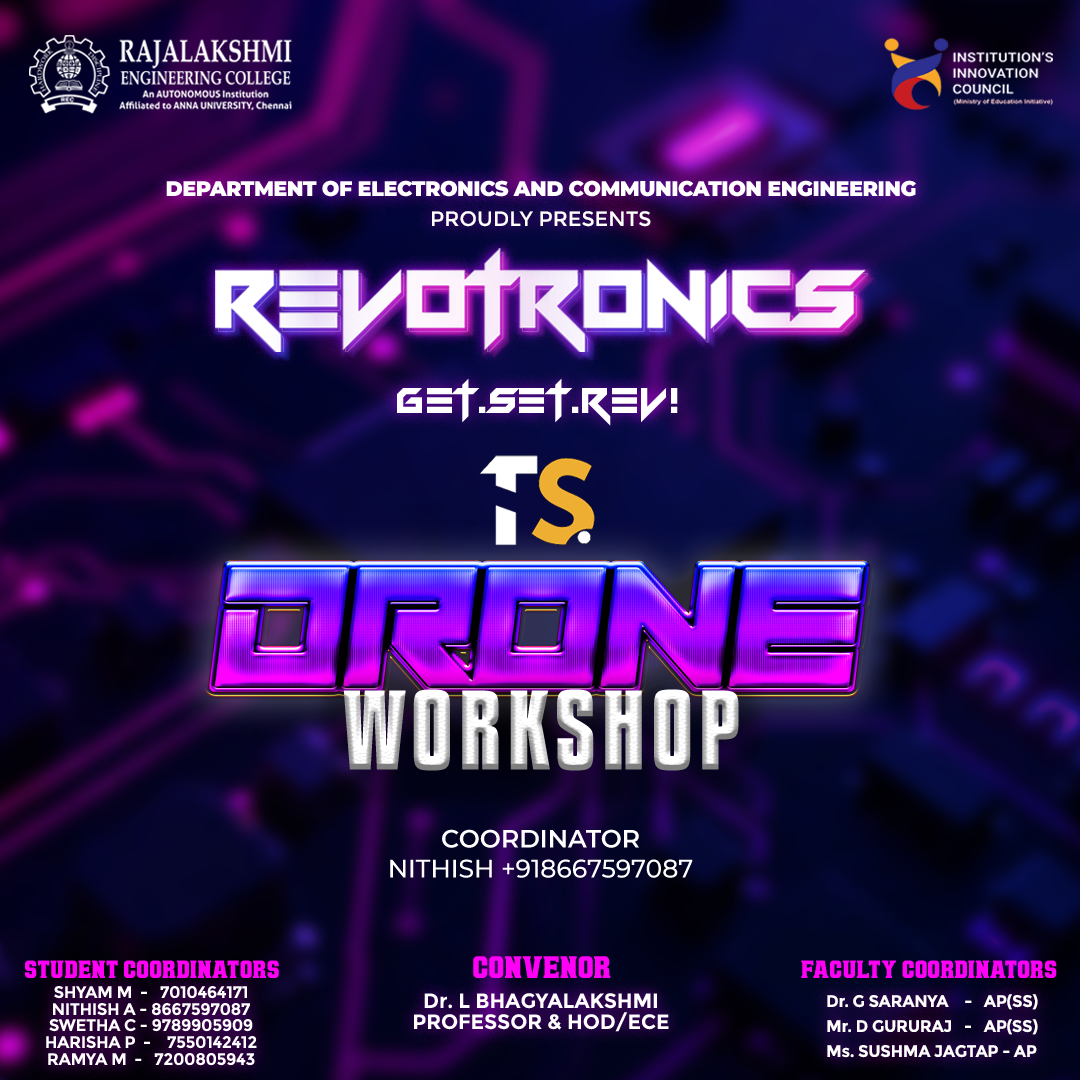 RAJALAKSHMI
ENGINEERING COLLEGE
An AUTONOMOUS Institution
Affiliated to ANNA UNIVERSITY, Chennai
REC
INSTITUTION'S
INNOVATION
COUNCIL
(Ministry of Education Initiative)
DEPARTMENT OF ELECTRONICS AND COMMUNICATION ENGINEERING
PROUDLY PRESENTS
REVOTRONICS
GET.SET.REV!
TS.
DRONE
WORKSHOP
COORDINATOR
NITHISH +918667597087
STUDENT COORDINATORS
SHYAM M - 7010464171
NITHISH A - 8667597087
SWETHA C - 9789905909
HARISHA P - 7550142412
RAMYA M - 7200805943
CONVENOR
Dr. L BHAGYALAKSHMI
PROFESSOR & HOD/ECE
FACULTY COORDINATORS
Dr. G SARANYA - AP(SS)
Mr. D GURURAJ - AP(SS)
Ms. SUSHMA JAGTAP - AP